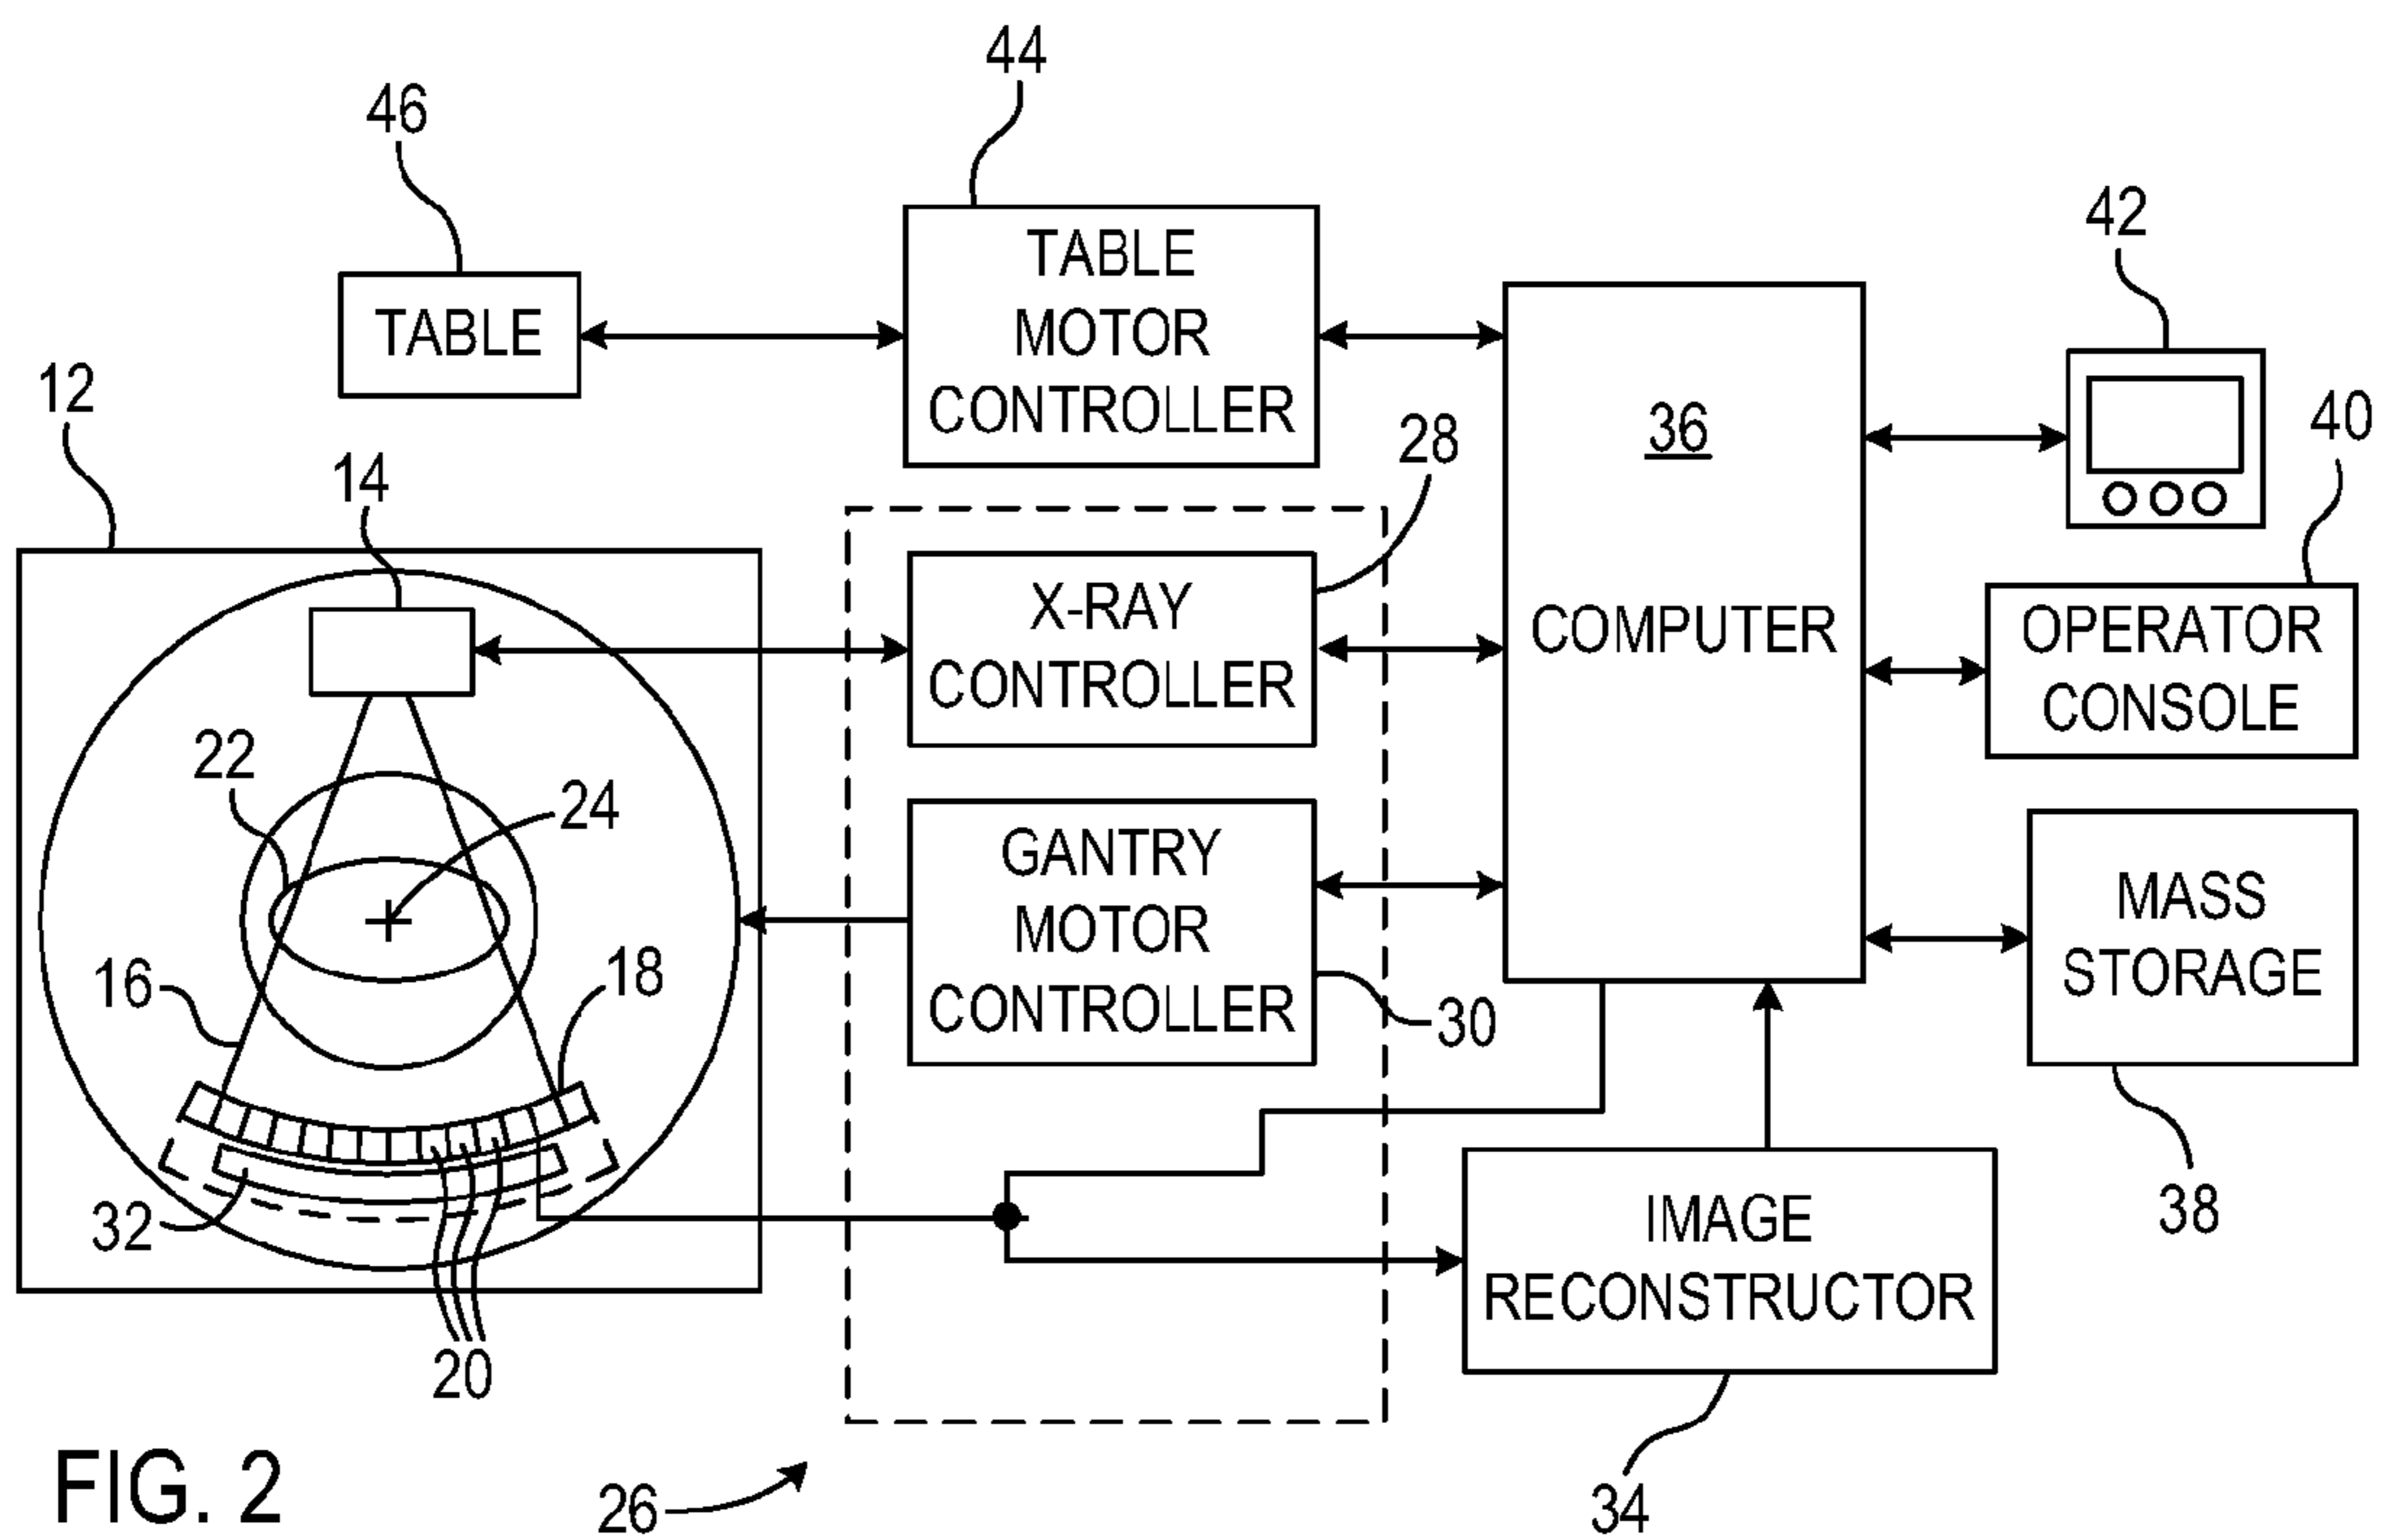 44
46
42
TABLE
MOTOR
CONTROLLER
TABLE
12
28
36
40
14
X-RAY
CONTROLLER
COMPUTER
OPERATOR
CONSOLE
22
24
GANTRY
MOTOR
CONTROLLER
MASS
STORAGE
16
18
30
32
38
IMAGE
RECONSTRUCTOR
20
FIG. 2
26
34